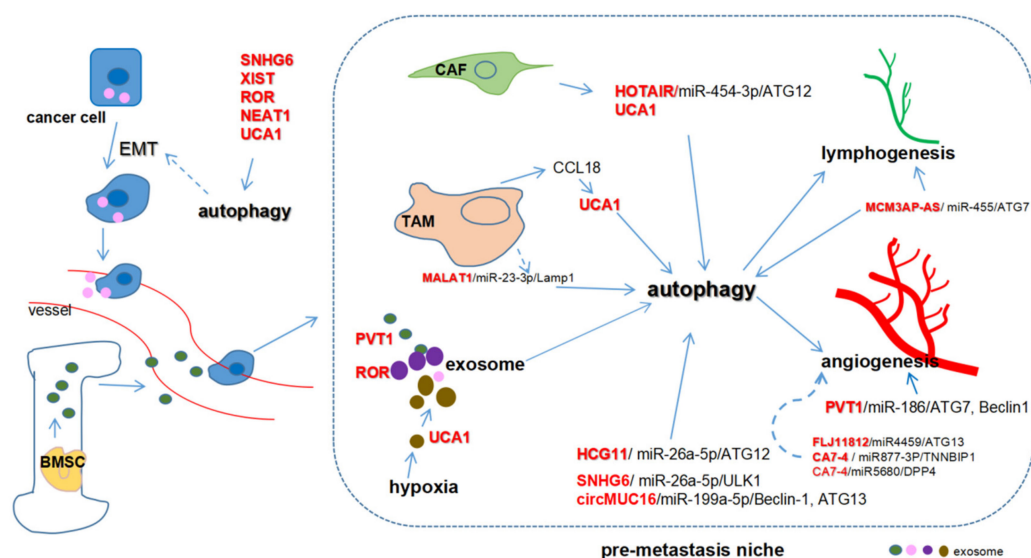 SNHG6
XIST
ROR
NEAT1
UCA1
cancer cell
EMT
autophagy
vessel
BMSC
CAF
HOTAIR/miR-454-3p/ATG12
UCA1
CCL18
UCA1
TAM
MALAT1/miR-23-3p/Lamp1
lymphogenesis
MCM3AP-AS/ miR-455/ATG7
autophagy
PVT1
ROR
exosome
UCA1
hypoxia
angiogenesis
PVT1/miR-186/ATG7, Beclin1
FLJ11812/miR4459/ATG13
CA7-4/ miR877-3P/TNNBIP1
CA7-4/miR5680/DPP4
HCG11/ miR-26a-5p/ATG12
SNHG6/ miR-26a-5p/ULK1
circMUC16/miR-199a-5p/Beclin-1, ATG13
pre-metastasis niche
exosome